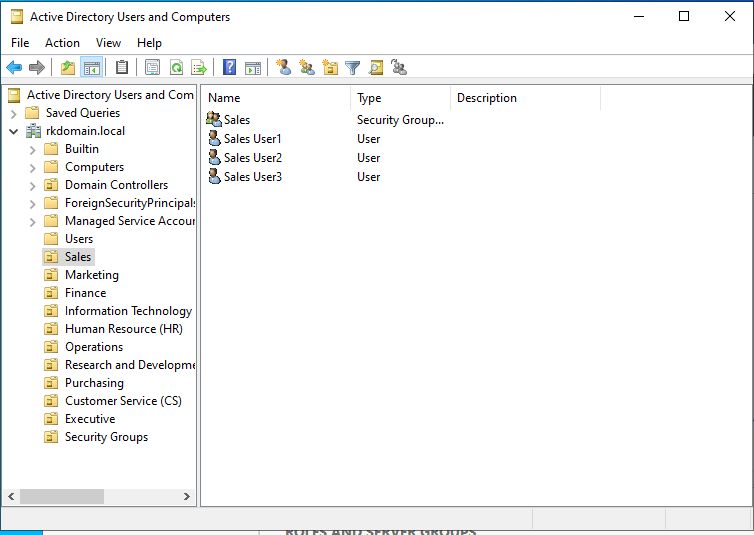 Active Directory Users and Computers
File Action View Help
Active Directory Users and Com
Saved Queries
rkdomain.local
Builtin
Computers
Domain Controllers
ForeignSecurityPrincipals
Managed Service Accour
Users
Sales
Marketing
Finance
Information Technology
Human Resource (HR)
Operations
Research and Developme
Purchasing
Customer Service (CS)
Executive
Security Groups
Name Type Description
Sales Security Group...
Sales User1 User
Sales User2 User
Sales User3 User
ROLES AND SERVER GROUPS